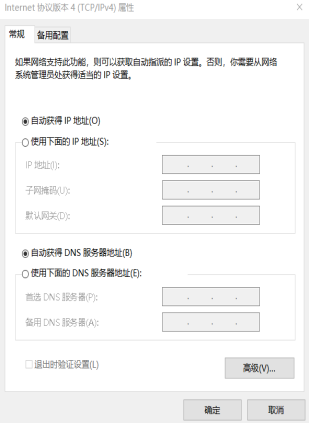 Internet 协议版本 4 (TCP/IPv4) 属性
常规
备用配置
如果网络支持此功能，则可以获取自动指派的 IP 设置。否则，你需要从网络
系统管理员处获得适当的 IP 设置。
自动获得 IP 地址(O)
使用下面的 IP 地址(S):
IP 地址(I):
子网掩码(U):
默认网关(D):
自动获得 DNS 服务器地址(B)
使用下面的 DNS 服务器地址(E):
首选 DNS 服务器(P):
备用 DNS 服务器(A):
退出时验证设置(L)
高级(V)...
确定
取消